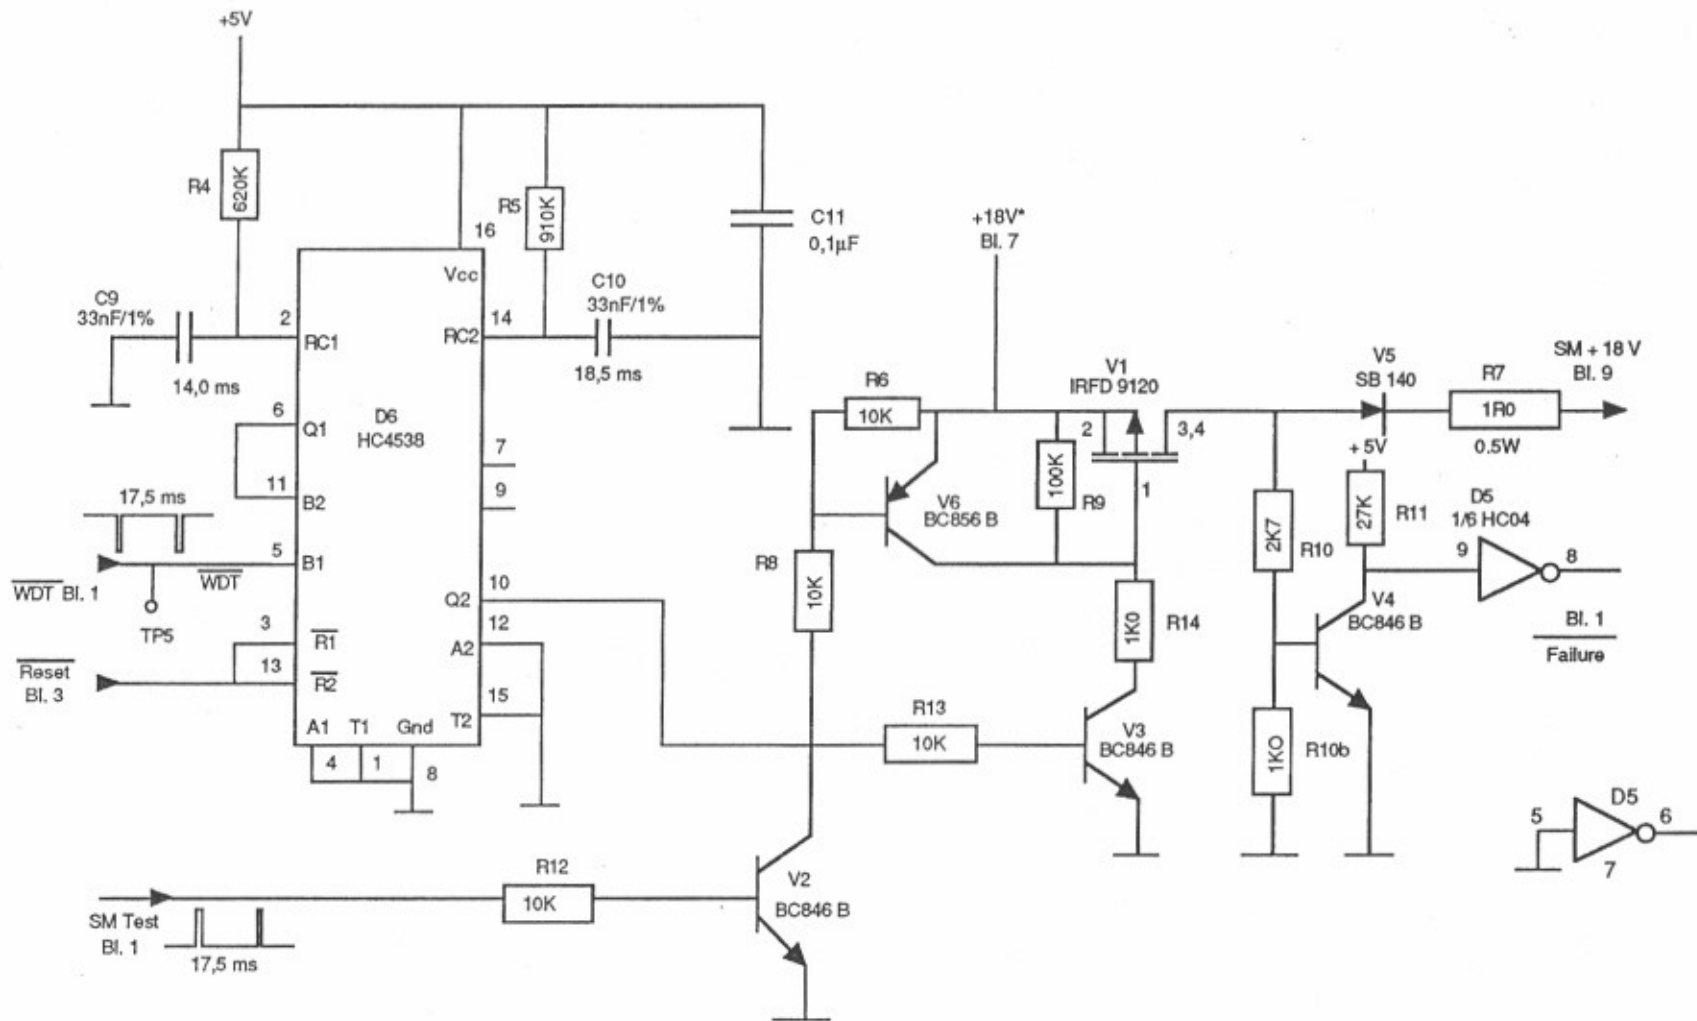 +5V
R4
620K
R5
910K
16
C11
0,1µF
+18V*
Bl. 7
Vcc
C9
33nF/1%
2
RC1
14,0 ms
C10
33nF/1%
14
RC2
18,5 ms
D6
HC4538
6
Q1
11
B2
7
9
17,5 ms
5
B1
WDT Bl. 1
WDT
TP5
10
Q2
3
R1
12
A2
Reset
Bl. 3
13
R2
15
T2
A1
T1
Gnd
4
1
8
R6
10K
V1
IRFD 9120
2
3,4
1
V5
SB 140
R7
1R0
0.5W
SM + 18 V
Bl. 9
+ 5V
100K
R9
V6
BC856 B
R8
10K
2K7
R10
27K
R11
D5
1/6 HC04
9
8
1K0
R14
V4
BC846 B
Bl. 1
Failure
R13
10K
V3
BC846 B
1KO
R10b
D5
5
6
7
SM Test
Bl. 1
17,5 ms
R12
10K
V2
BC846 B